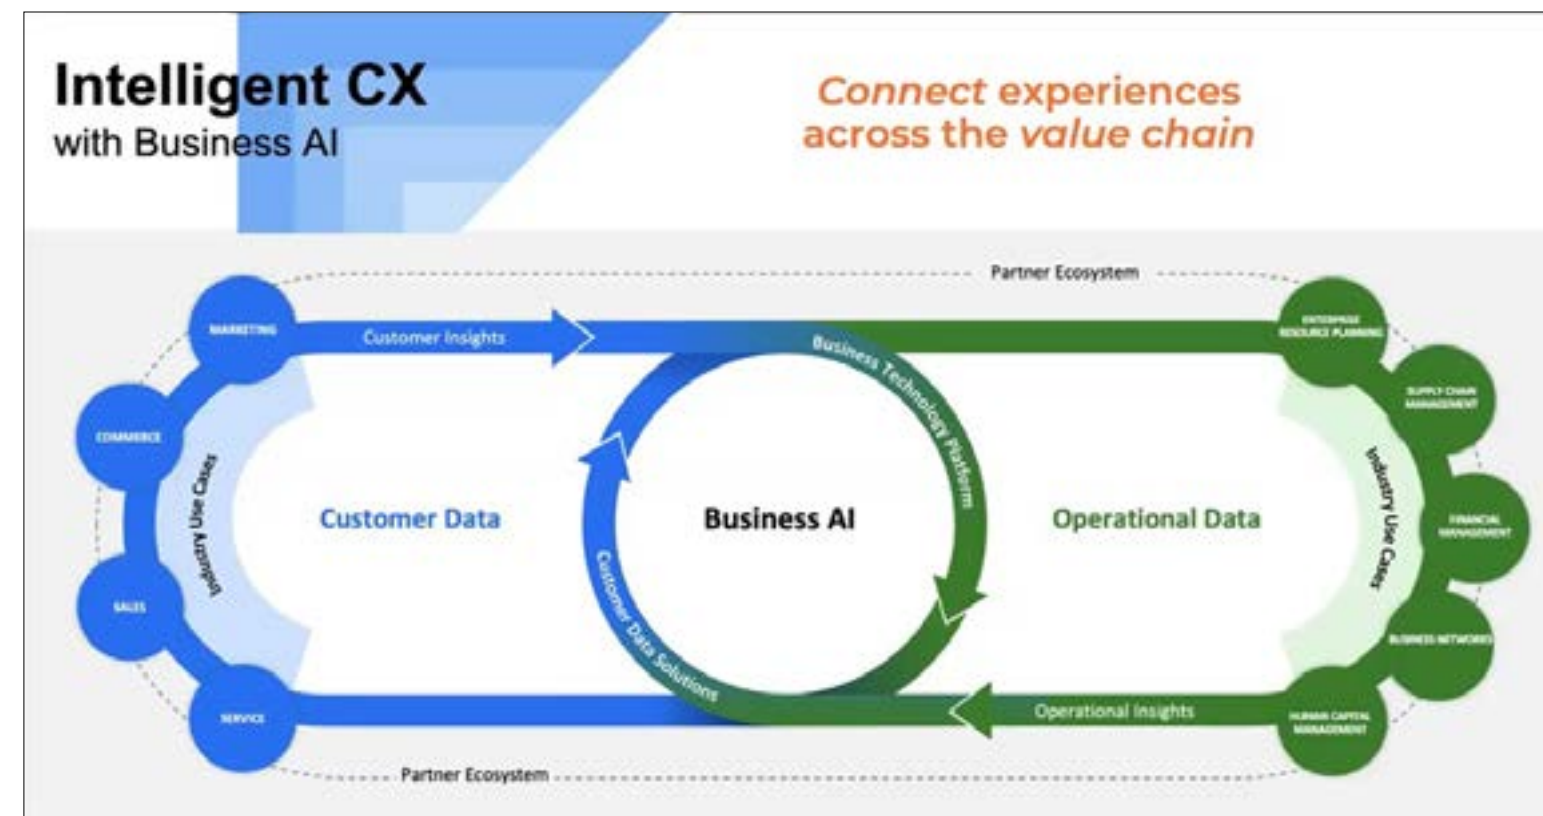 Intelligent CX
with Business AI
Connect experiences
across the value chain
Partner Ecosystem
MARKETING
Customer Insights
COMMERCE
Industry Use Cases
SALES
SERVICE
Customer Data
Business Technology Platform
Business AI
Customer Data Solutions
Operational Data
ENTERPRISE
RESOURCE PLANNING
SUPPLY CHAIN
MANAGEMENT
Industry Use Cases
FINANCIAL
MANAGEMENT
BUSINESS NETWORKS
HUMAN CAPITAL
MANAGEMENT
Operational Insights
Partner Ecosystem